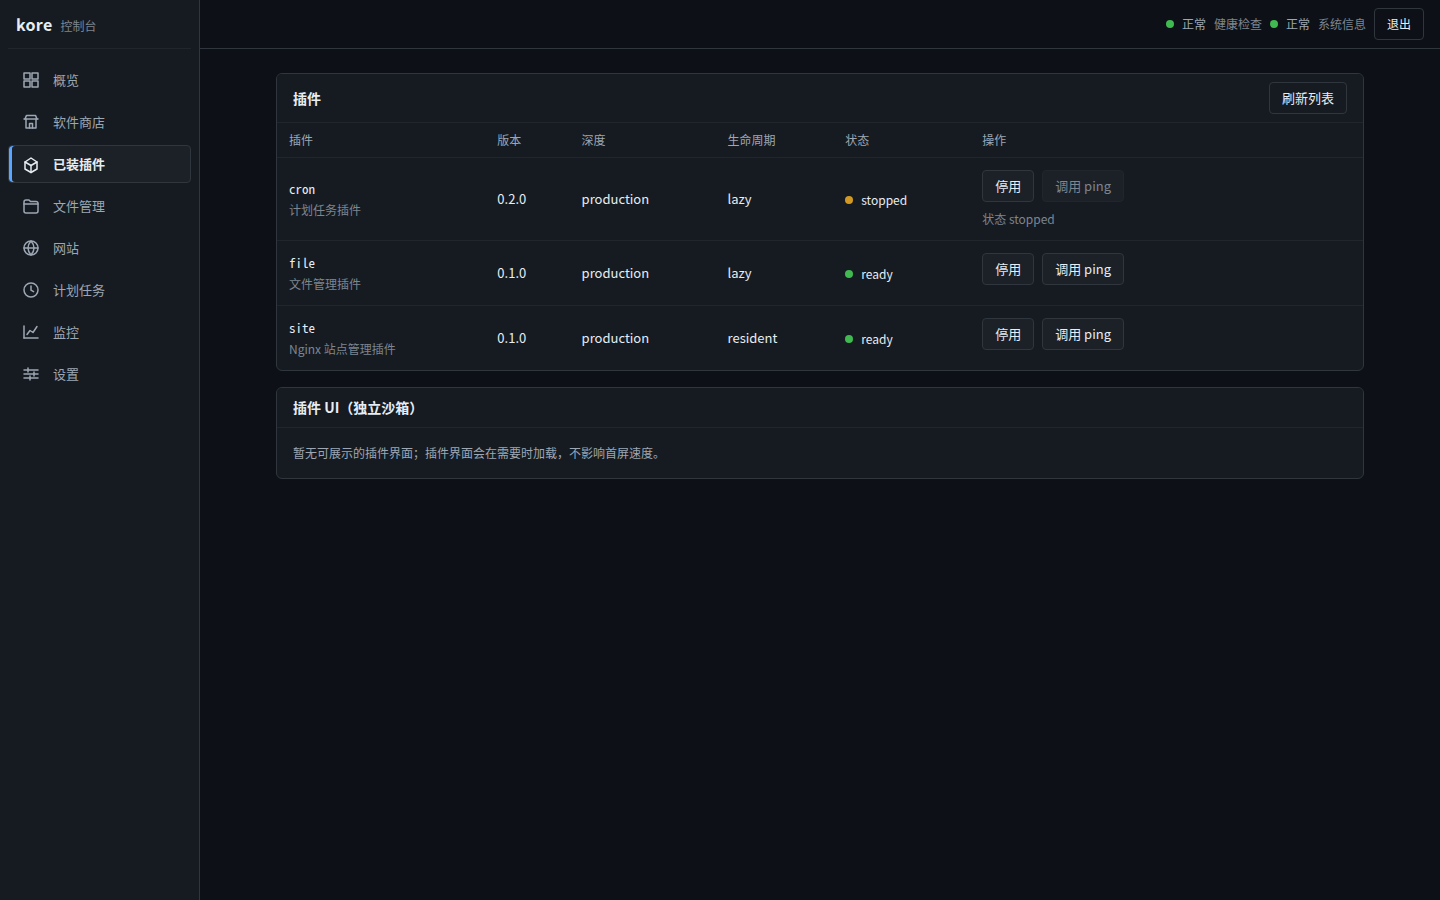 kore 控制台
正常 健康检查 正常 系统信息 退出
概览
软件商店
已装插件
文件管理
网站
计划任务
监控
设置
插件 刷新列表
插件 版本 深度 生命周期 状态 操作
cron 0.2.0 production lazy stopped 停用 调用 ping
计划任务插件 状态 stopped
file 0.1.0 production lazy ready 停用 调用 ping
文件管理插件
site 0.1.0 production resident ready 停用 调用 ping
Nginx 站点管理插件
插件 UI（独立沙箱）
暂无可展示的插件界面；插件界面会在需要时加载，不影响首屏速度。